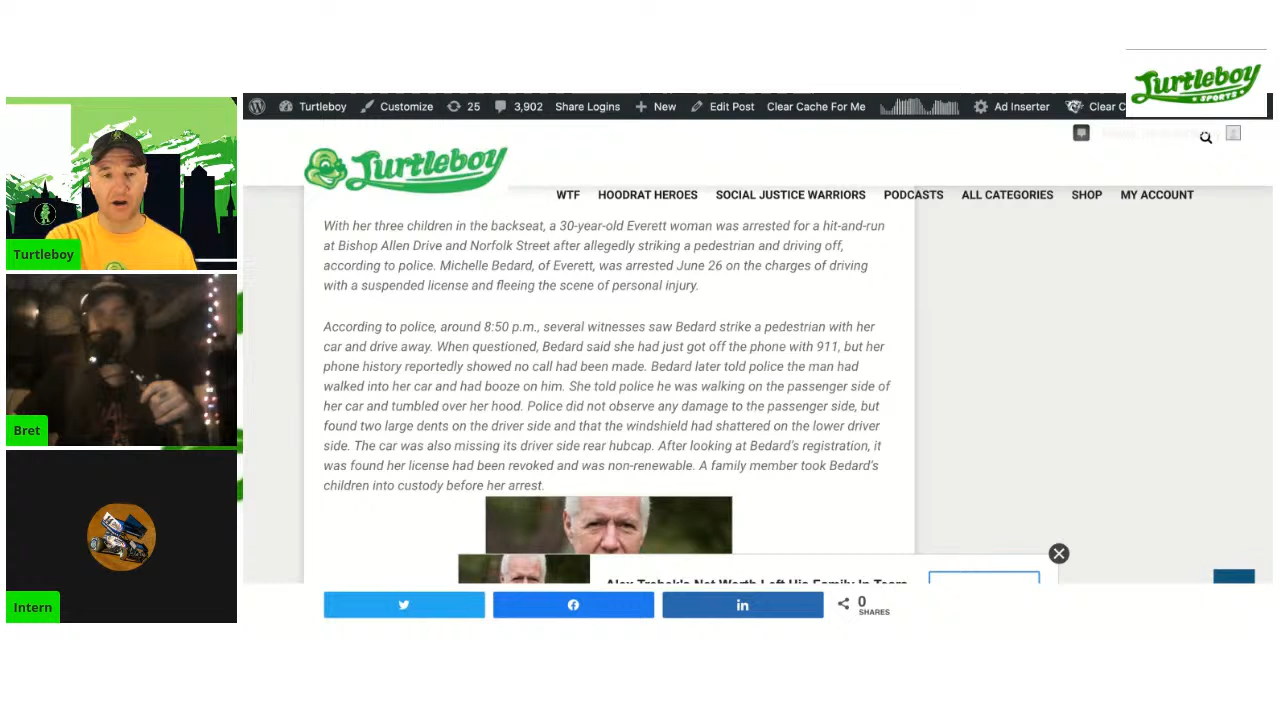 Turtleboy
SPORTS
Turtleboy Customize 25 3,902 Share Logins New Edit Post Clear Cache For Me Ad Inserter Clear C
Turtleboy
WTF HOODRAT HEROES SOCIAL JUSTICE WARRIORS PODCASTS ALL CATEGORIES SHOP MY ACCOUNT
With her three children in the backseat, a 30-year-old Everett woman was arrested for a hit-and-run
at Bishop Allen Drive and Norfolk Street after allegedly striking a pedestrian and driving off,
according to police. Michelle Bedard, of Everett, was arrested June 26 on the charges of driving
with a suspended license and fleeing the scene of personal injury.
According to police, around 8:50 p.m., several witnesses saw Bedard strike a pedestrian with her
car and drive away. When questioned, Bedard said she had just got off the phone with 911, but her
phone history reportedly showed no call had been made. Bedard later told police the man had
walked into her car and had booze on him. She told police he was walking on the passenger side of
her car and tumbled over her hood. Police did not observe any damage to the passenger side, but
found two large dents on the driver side and that the windshield had shattered on the lower driver
side. The car was also missing its driver side rear hubcap. After looking at Bedard's registration, it
was found her license had been revoked and was non-renewable. A family member took Bedard's
children into custody before her arrest.
Alex Trebek's Net Worth Left His Family In Tears
0
SHARES
Turtleboy
Bret
Intern